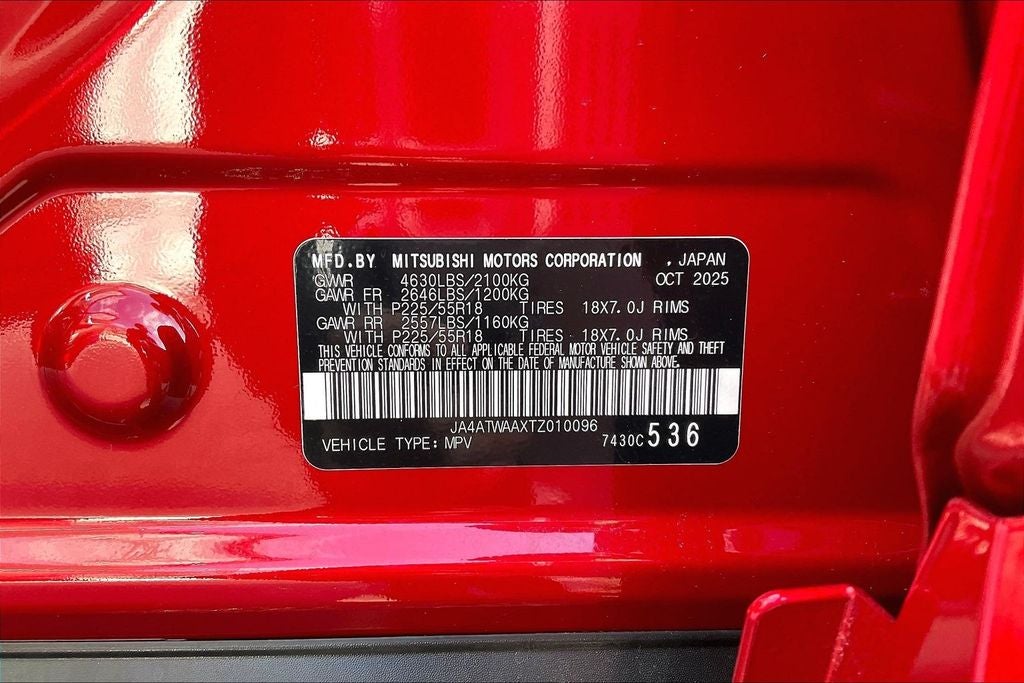 MFD.BY MITSUBISHI MOTORS CORPORATION , JAPAN
GVWR 4630LBS/2100KG OCT 2025
GAWR FR 2646LBS/1200KG
WITH P225/55R18 TIRES 18X7.0J RIMS
GAWR RR 2557LBS/1160KG
WITH P225/55R18 TIRES 18X7.0J RIMS
THIS VEHICLE CONFORMS TO ALL APPLICABLE FEDERAL MOTOR VEHICLE SAFETY AND THEFT
PREVENTION STANDARDS IN EFFECT ON THE DATE OF MANUFACTURE SHOWN ABOVE.
JA4ATWAAXTZ010096
VEHICLE TYPE: MPV 7430C 536